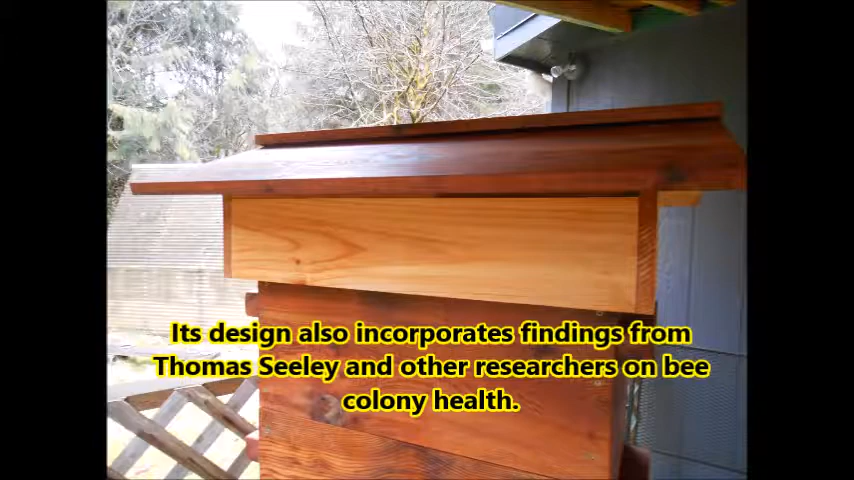 Its design also incorporates findings from
Thomas Seeley and other researchers on bee
colony health.